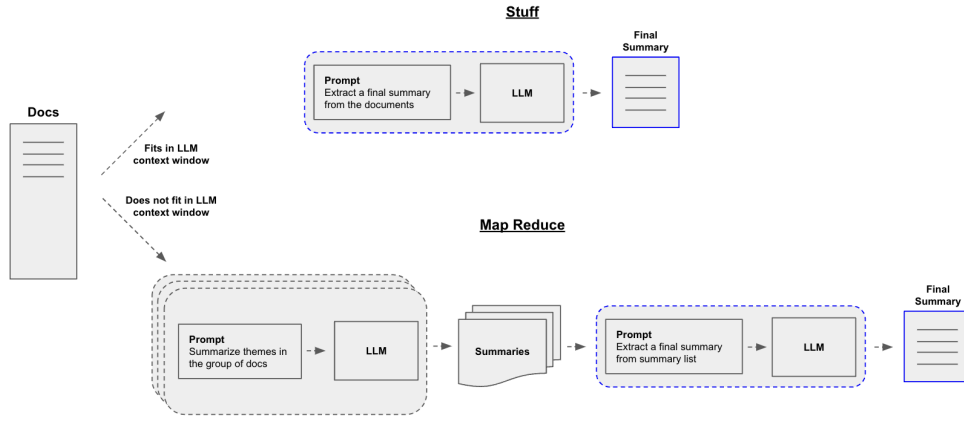 Stuff
Final
Summary
Prompt
Extract a final summary
from the documents
LLM
Docs
Fits in LLM
context window
Does not fit in LLM
context window
Map Reduce
Final
Summary
Prompt
Summarize themes in
the group of docs
LLM
Summaries
Prompt
Extract a final summary
from summary list
LLM